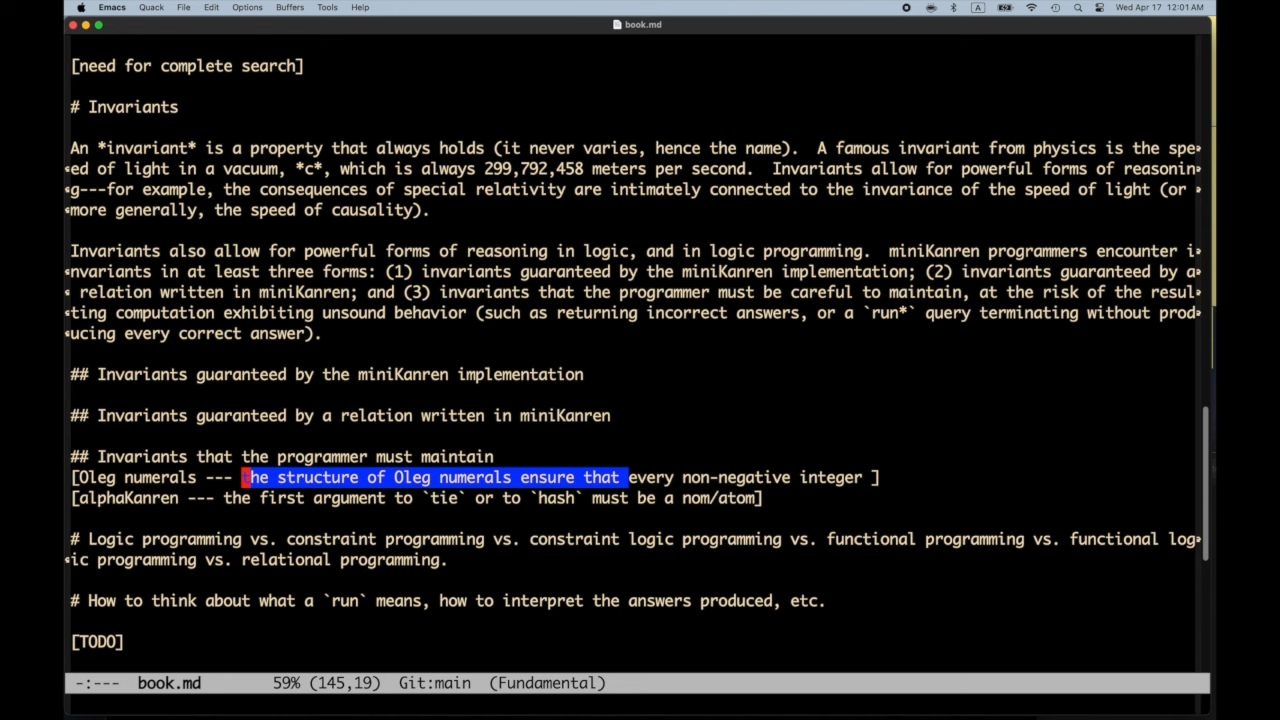 Emacs Quack File Edit Options Buffers Tools Help A Wed Apr 17 12:01 AM
book.md
[need for complete search]
# Invariants
An *invariant* is a property that always holds (it never varies, hence the name).  A famous invariant from physics is the spe
ed of light in a vacuum, *c*, which is always 299,792,458 meters per second.  Invariants allow for powerful forms of reasonin
g---for example, the consequences of special relativity are intimately connected to the invariance of the speed of light (or
more generally, the speed of causality).
Invariants also allow for powerful forms of reasoning in logic, and in logic programming.  miniKanren programmers encounter i
nvariants in at least three forms: (1) invariants guaranteed by the miniKanren implementation; (2) invariants guaranteed by a
relation written in miniKanren; and (3) invariants that the programmer must be careful to maintain, at the risk of the resul
ting computation exhibiting unsound behavior (such as returning incorrect answers, or a `run*` query terminating without prod
ucing every correct answer).
## Invariants guaranteed by the miniKanren implementation
## Invariants guaranteed by a relation written in miniKanren
## Invariants that the programmer must maintain
[Oleg numerals --- the structure of Oleg numerals ensure that every non-negative integer ]
[alphaKanren --- the first argument to `tie` or to `hash` must be a nom/atom]
# Logic programming vs. constraint programming vs. constraint logic programming vs. functional programming vs. functional log
ic programming vs. relational programming.
# How to think about what a `run` means, how to interpret the answers produced, etc.
[TODO]
-:---  book.md        59% (145,19)  Git:main  (Fundamental)